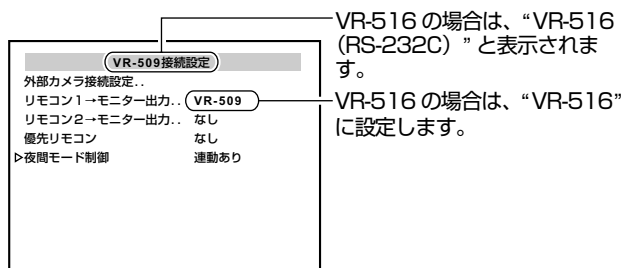 VR-516 の場合は、“VR-516
（RS-232C）” と表示されま
す。
VR-509接続設定
外部カメラ接続設定..
リモコン1→モニター出力.. VR-509
VR-516 の場合は、“VR-516”
に設定します。
リモコン2→モニター出力.. なし
優先リモコン なし
▷夜間モード制御 連動あり